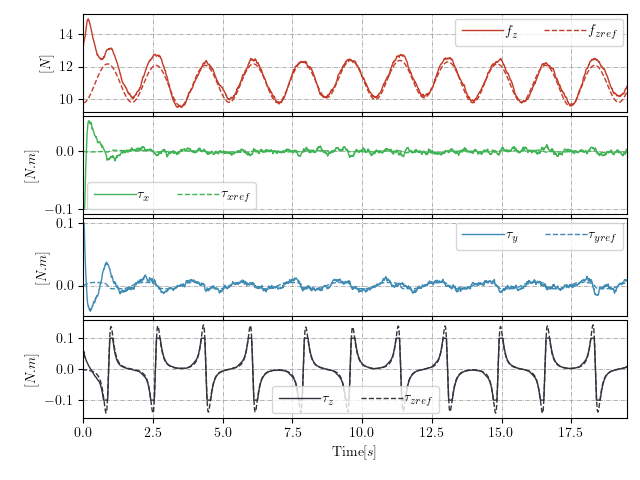 14
12
10
[N]
f_z f_zref
0.0
−0.1
[N.m]
τ_x τ_xref
0.1
0.0
[N.m]
τ_y τ_yref
0.1
0.0
−0.1
[N.m]
τ_z τ_zref
0.0 2.5 5.0 7.5 10.0 12.5 15.0 17.5
Time[s]